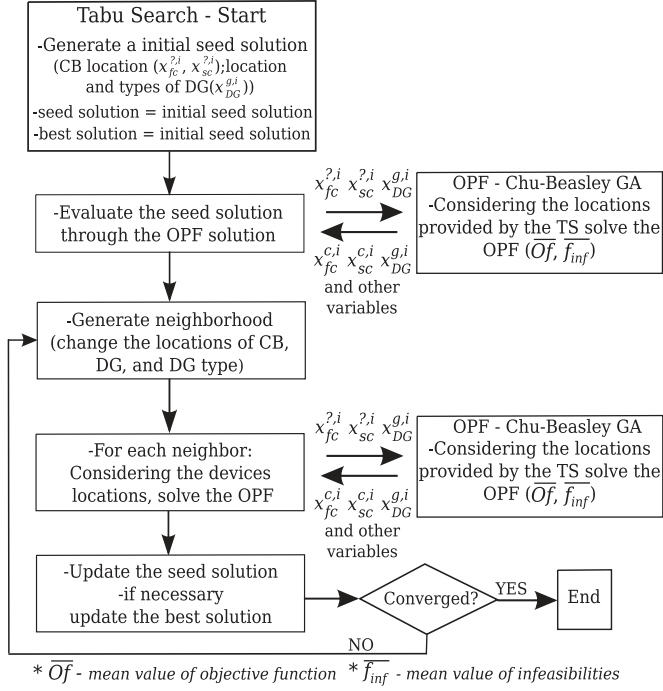 Tabu Search - Start
-Generate a initial seed solution
(CB location (x_{fc}^{?,i}, x_{sc}^{?,i});location
and types of DG(x_{DG}^{g,i}))
-seed solution = initial seed solution
-best solution = initial seed solution
-Evaluate the seed solution
through the OPF solution
x_{fc}^{?,i} x_{sc}^{?,i} x_{DG}^{g,i}
x_{fc}^{c,i} x_{sc}^{c,i} x_{DG}^{g,i}
and other
variables
OPF - Chu-Beasley GA
-Considering the locations
provided by the TS solve the
OPF (\overline{Of}, \overline{f_{inf}})
-Generate neighborhood
(change the locations of CB,
DG, and DG type)
-For each neighbor:
Considering the devices
locations, solve the OPF
x_{fc}^{?,i} x_{sc}^{?,i} x_{DG}^{g,i}
x_{fc}^{c,i} x_{sc}^{c,i} x_{DG}^{g,i}
and other
variables
OPF - Chu-Beasley GA
-Considering the locations
provided by the TS solve the
OPF (\overline{Of}, \overline{f_{inf}})
-Update the seed solution
-if necessary
update the best solution
Converged?
YES
End
NO
* \overline{Of} - mean value of objective function * \overline{f_{inf}} - mean value of infeasibilities